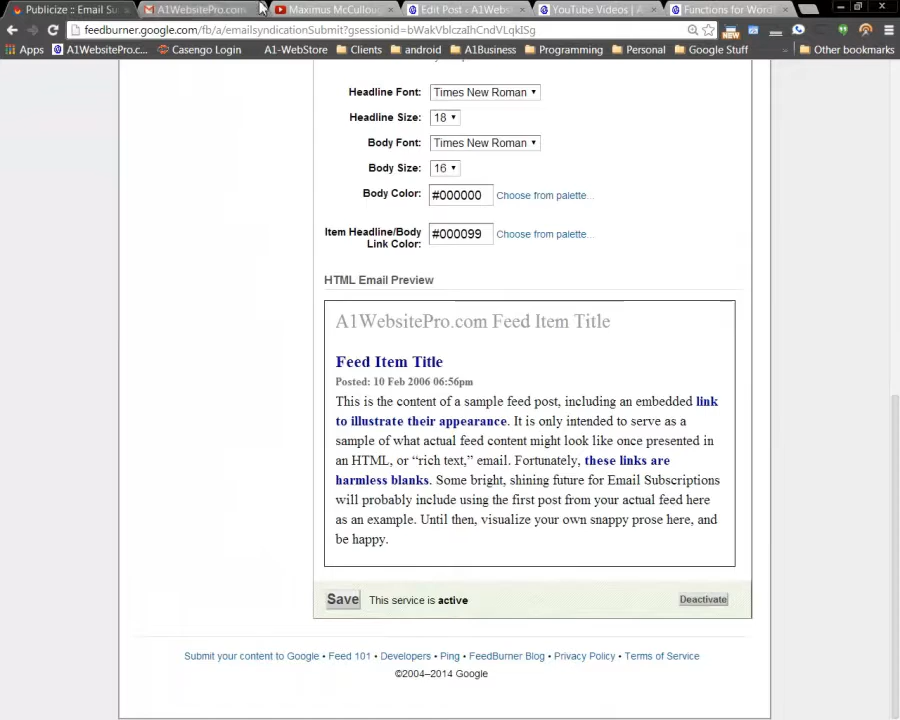 Publicize :: Email Su
A1WebsitePro.com
Maximus McCullou
Edit Post ‹ A1Websit
YouTube Videos | A
Functions for Word
feedburner.google.com/fb/a/emailsyndicationSubmit?gsessionid=
Apps
A1WebsitePro.c...
Casengo Login
A1-WebStore
Clients
android
A1Business
Programming
Personal
Google Stuff
»
Other bookmarks
Headline Font: Times New Roman
Headline Size: 18
Body Font: Times New Roman
Body Size: 16
Body Color: #000000 Choose from palette...
Item Headline/Body
Link Color: #000099 Choose from palette...
HTML Email Preview
A1WebsitePro.com Feed Item Title
Feed Item Title
Posted: 10 Feb 2006 06:56pm
This is the content of a sample feed post, including an embedded link
to illustrate their appearance. It is only intended to serve as a
sample of what actual feed content might look like once presented in
an HTML, or “rich text,” email. Fortunately, these links are
harmless blanks. Some bright, shining future for Email Subscriptions
will probably include using the first post from your actual feed here
as an example. Until then, visualize your own snappy prose here, and
be happy.
Save This service is active Deactivate
Submit your content to Google • Feed 101 • Developers • Ping • FeedBurner Blog • Privacy Policy • Terms of Service
©2004–2014 Google